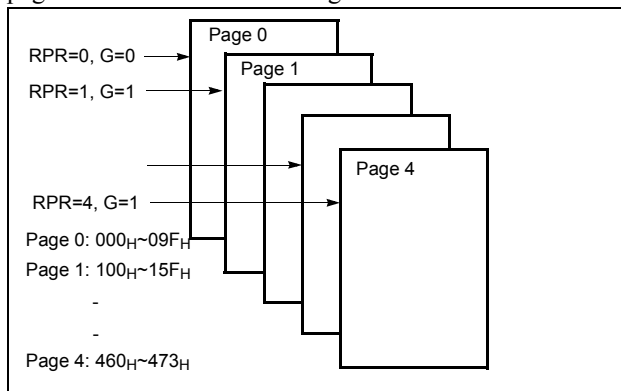 Page 0
RPR=0, G=0
Page 1
RPR=1, G=1
Page 4
RPR=4, G=1
Page 0: 000H~09FH
Page 1: 100H~15FH
-
-
Page 4: 460H~473H